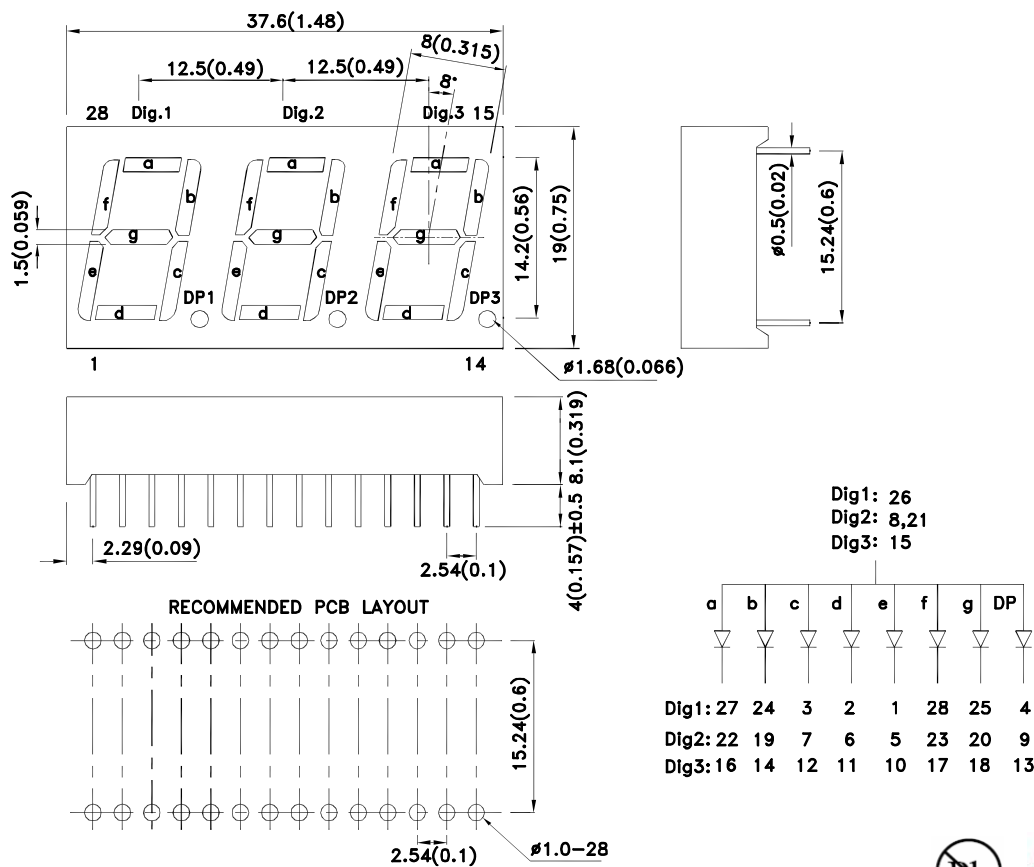 37.6(1.48)
8(0.315)
12.5(0.49) 12.5(0.49)
8°
28 Dig.1 Dig.2 Dig.3 15
a a a
f b f b f b
g g g
e c e c e c
d d d
DP1 DP2 DP3
1.5(0.059)
14.2(0.56)
19(0.75)
ø0.5(0.02)
15.24(0.6)
1 14
ø1.68(0.066)
8.1(0.319)
4(0.157)±0.5
2.29(0.09)
2.54(0.1)
RECOMMENDED PCB LAYOUT
15.24(0.6)
2.54(0.1)
ø1.0-28
Dig1: 26
Dig2: 8,21
Dig3: 15
a b c d e f g DP
Dig1: 27 24 3 2 1 28 25 4
Dig2: 22 19 7 6 5 23 20 9
Dig3: 16 14 12 11 10 17 18 13